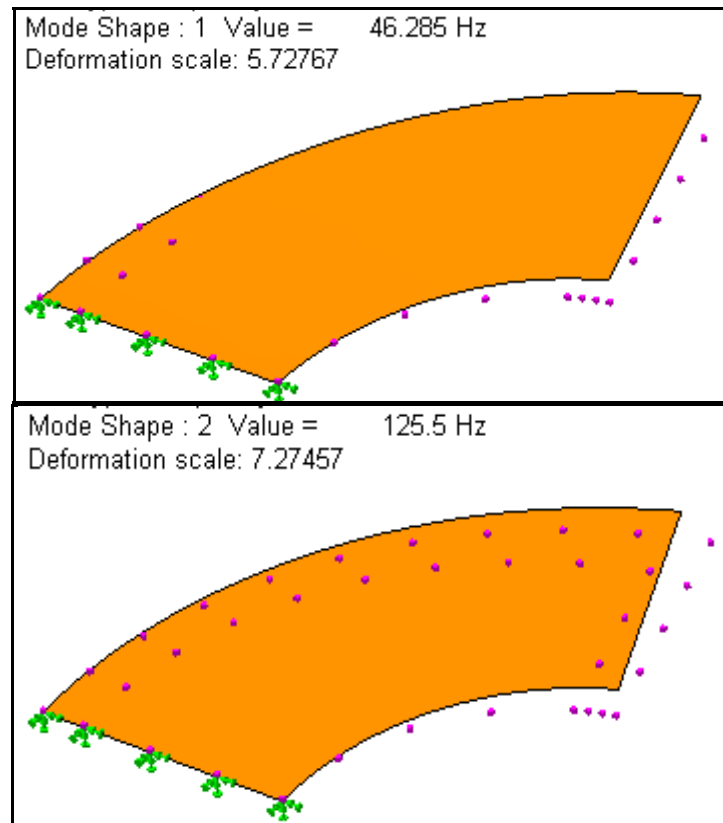 Mode Shape : 1 Value = 46.285 Hz
Deformation scale: 5.72767
Mode Shape : 2 Value = 125.5 Hz
Deformation scale: 7.27457